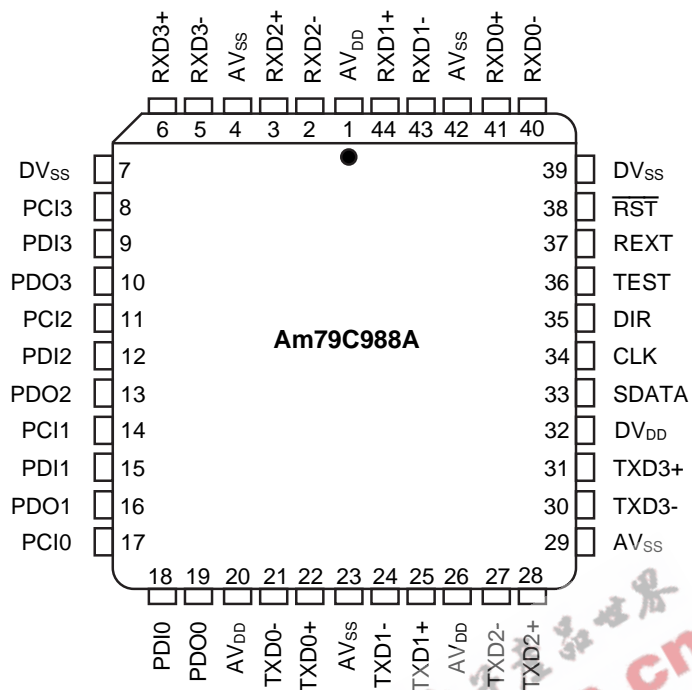 RXD3+ RXD3- AVSS RXD2+ RXD2- AVDD RXD1+ RXD1- AVSS RXD0+ RXD0-
6 5 4 3 2 1 44 43 42 41 40
DVSS 7 39 DVSS
PCI3 8 38 RST
PDI3 9 37 REXT
PDO3 10 36 TEST
PCI2 11 35 DIR
Am79C988A
PDI2 12 34 CLK
PDO2 13 33 SDATA
PCI1 14 32 DVDD
PDI1 15 31 TXD3+
PDO1 16 30 TXD3-
PCI0 17 29 AVSS
18 19 20 21 22 23 24 25 26 27 28
PDI0 PDO0 AVDD TXD0- TXD0+ AVSS TXD1- TXD1+ AVDD TXD2- TXD2+
.cn